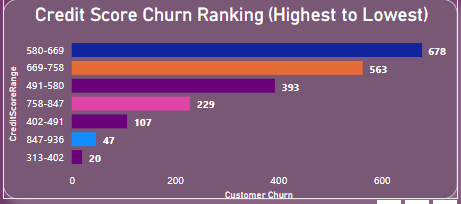 Credit Score Churn Ranking (Highest to Lowest)
CreditScoreRange
580-669 678
669-758 563
491-580 393
758-847 229
402-491 107
847-936 47
313-402 20
0 200 400 600
Customer Churn